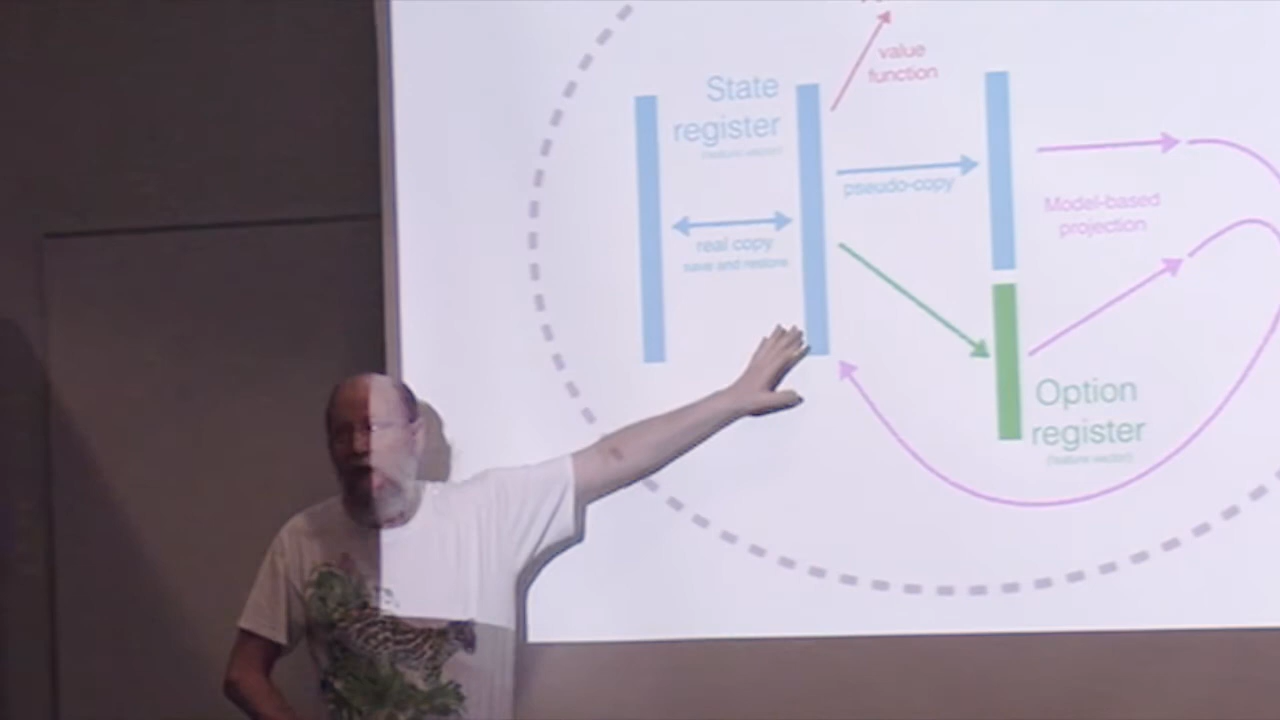 value
function
State
register
(feature vector)
pseudo-copy
real copy
save and restore
Model-based
projection
Option
register
(feature vector)